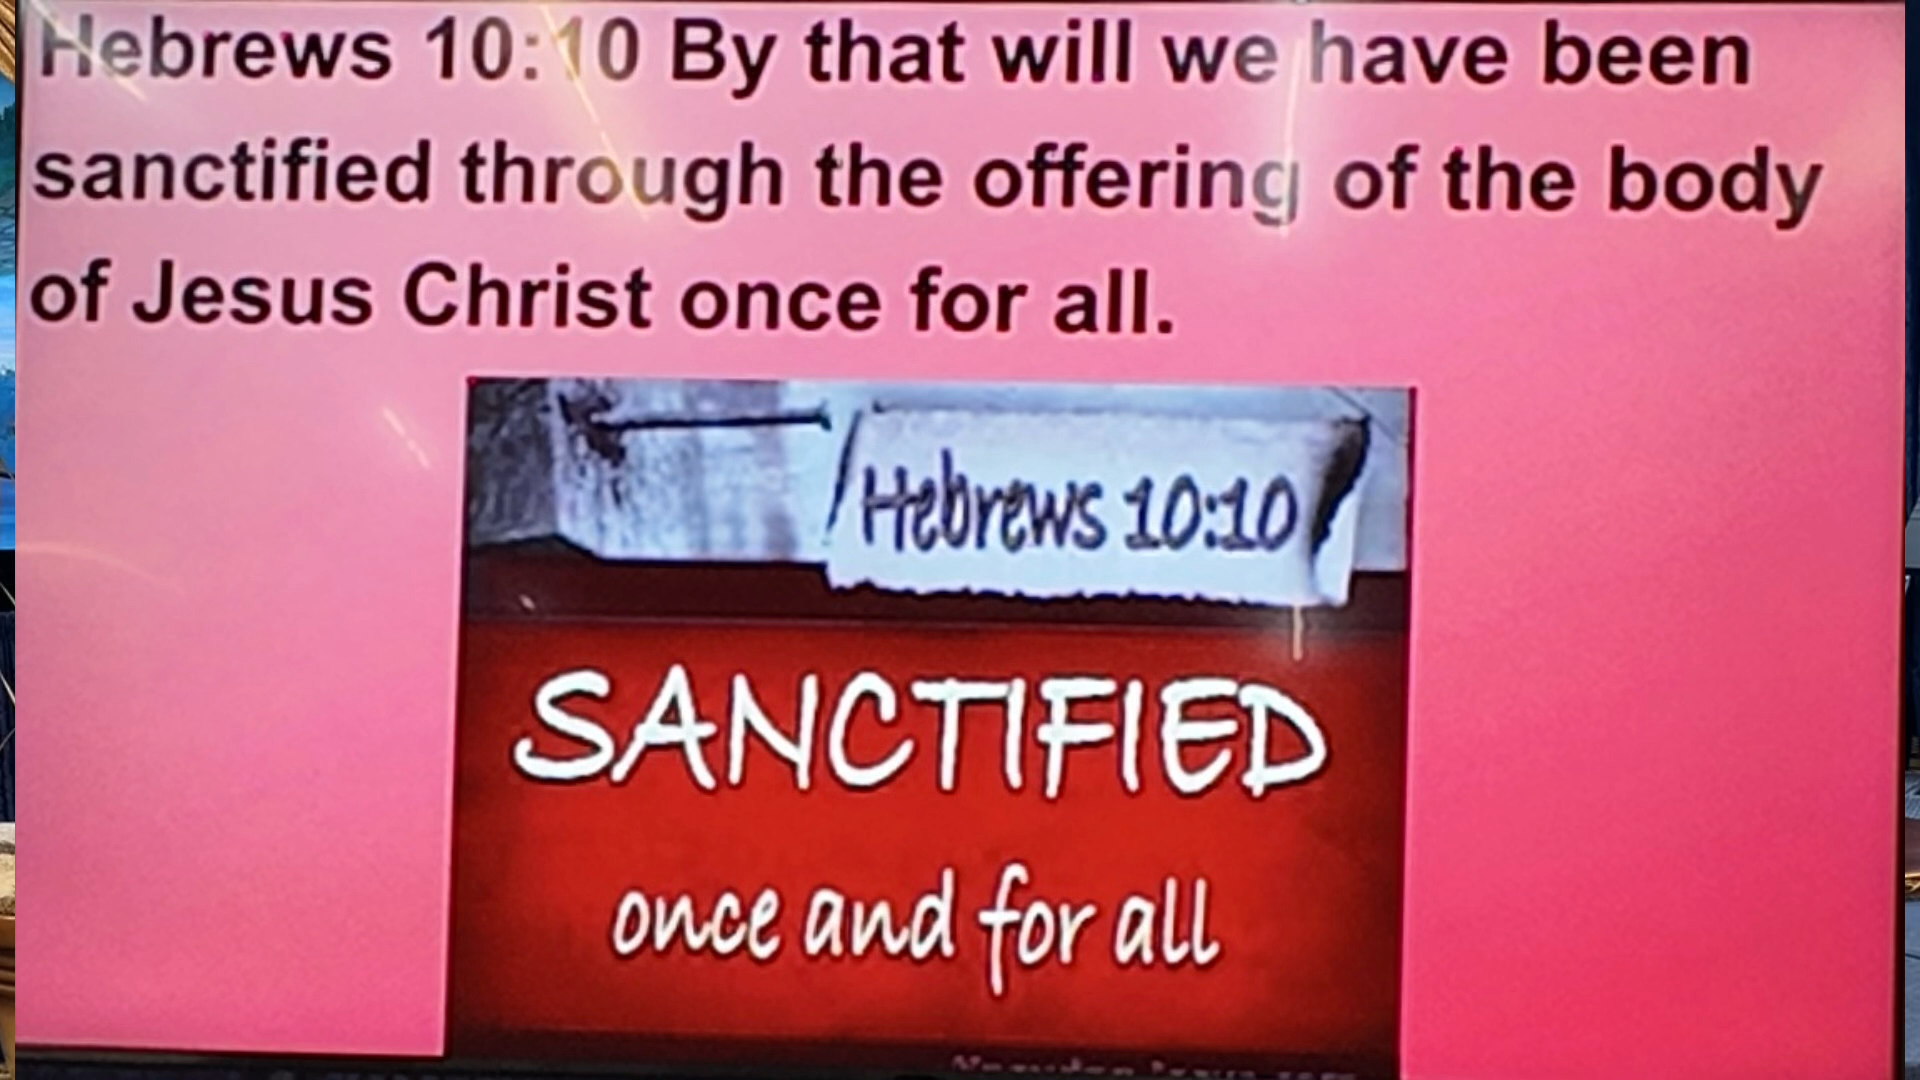 Hebrews 10:10 By that will we have been
sanctified through the offering of the body
of Jesus Christ once for all.
Hebrews 10:10
SANCTIFIED
once and for all